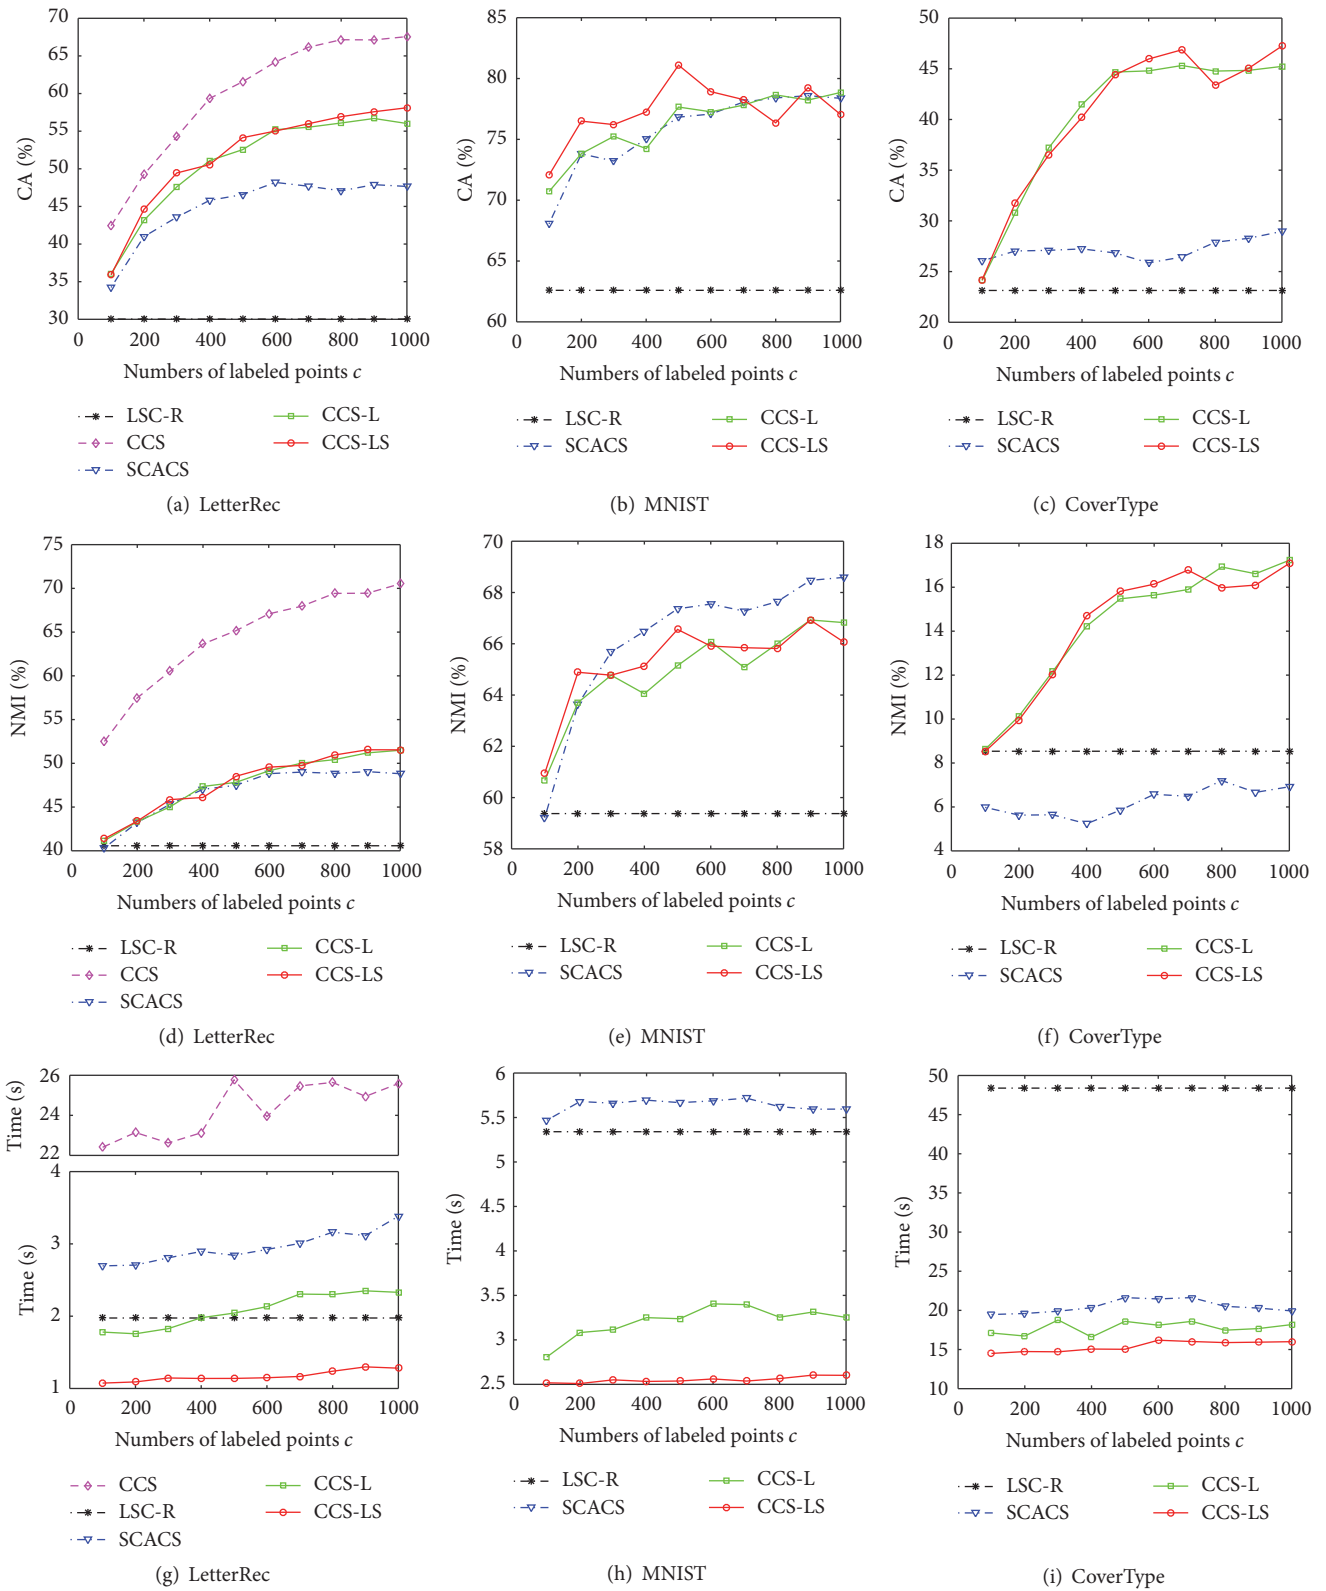 70
65
60
55
50
45
40
35
30
CA (%)
0 200 400 600 800 1000
Numbers of labeled points c
LSC-R
CCS
SCACS
CCS-L
CCS-LS
(a) LetterRec
85
80
75
70
65
60
CA (%)
0 200 400 600 800 1000
Numbers of labeled points c
LSC-R
SCACS
CCS-L
CCS-LS
(b) MNIST
50
45
40
35
30
25
20
CA (%)
0 200 400 600 800 1000
Numbers of labeled points c
LSC-R
SCACS
CCS-L
CCS-LS
(c) CoverType
75
70
65
60
55
50
45
40
NMI (%)
0 200 400 600 800 1000
Numbers of labeled points c
LSC-R
CCS
SCACS
CCS-L
CCS-LS
(d) LetterRec
70
68
66
64
62
60
58
NMI (%)
0 200 400 600 800 1000
Numbers of labeled points c
LSC-R
SCACS
CCS-L
CCS-LS
(e) MNIST
18
16
14
12
10
8
6
4
NMI (%)
0 200 400 600 800 1000
Numbers of labeled points c
LSC-R
SCACS
CCS-L
CCS-LS
(f) CoverType
26
24
22
Time (s)
4
3
2
1
Time (s)
0 200 400 600 800 1000
Numbers of labeled points c
CCS
LSC-R
SCACS
CCS-L
CCS-LS
(g) LetterRec
6
5.5
5
4.5
4
3.5
3
2.5
Time (s)
0 200 400 600 800 1000
Numbers of labeled points c
LSC-R
SCACS
CCS-L
CCS-LS
(h) MNIST
50
45
40
35
30
25
20
15
10
Time (s)
0 200 400 600 800 1000
Numbers of labeled points c
LSC-R
SCACS
CCS-L
CCS-LS
(i) CoverType